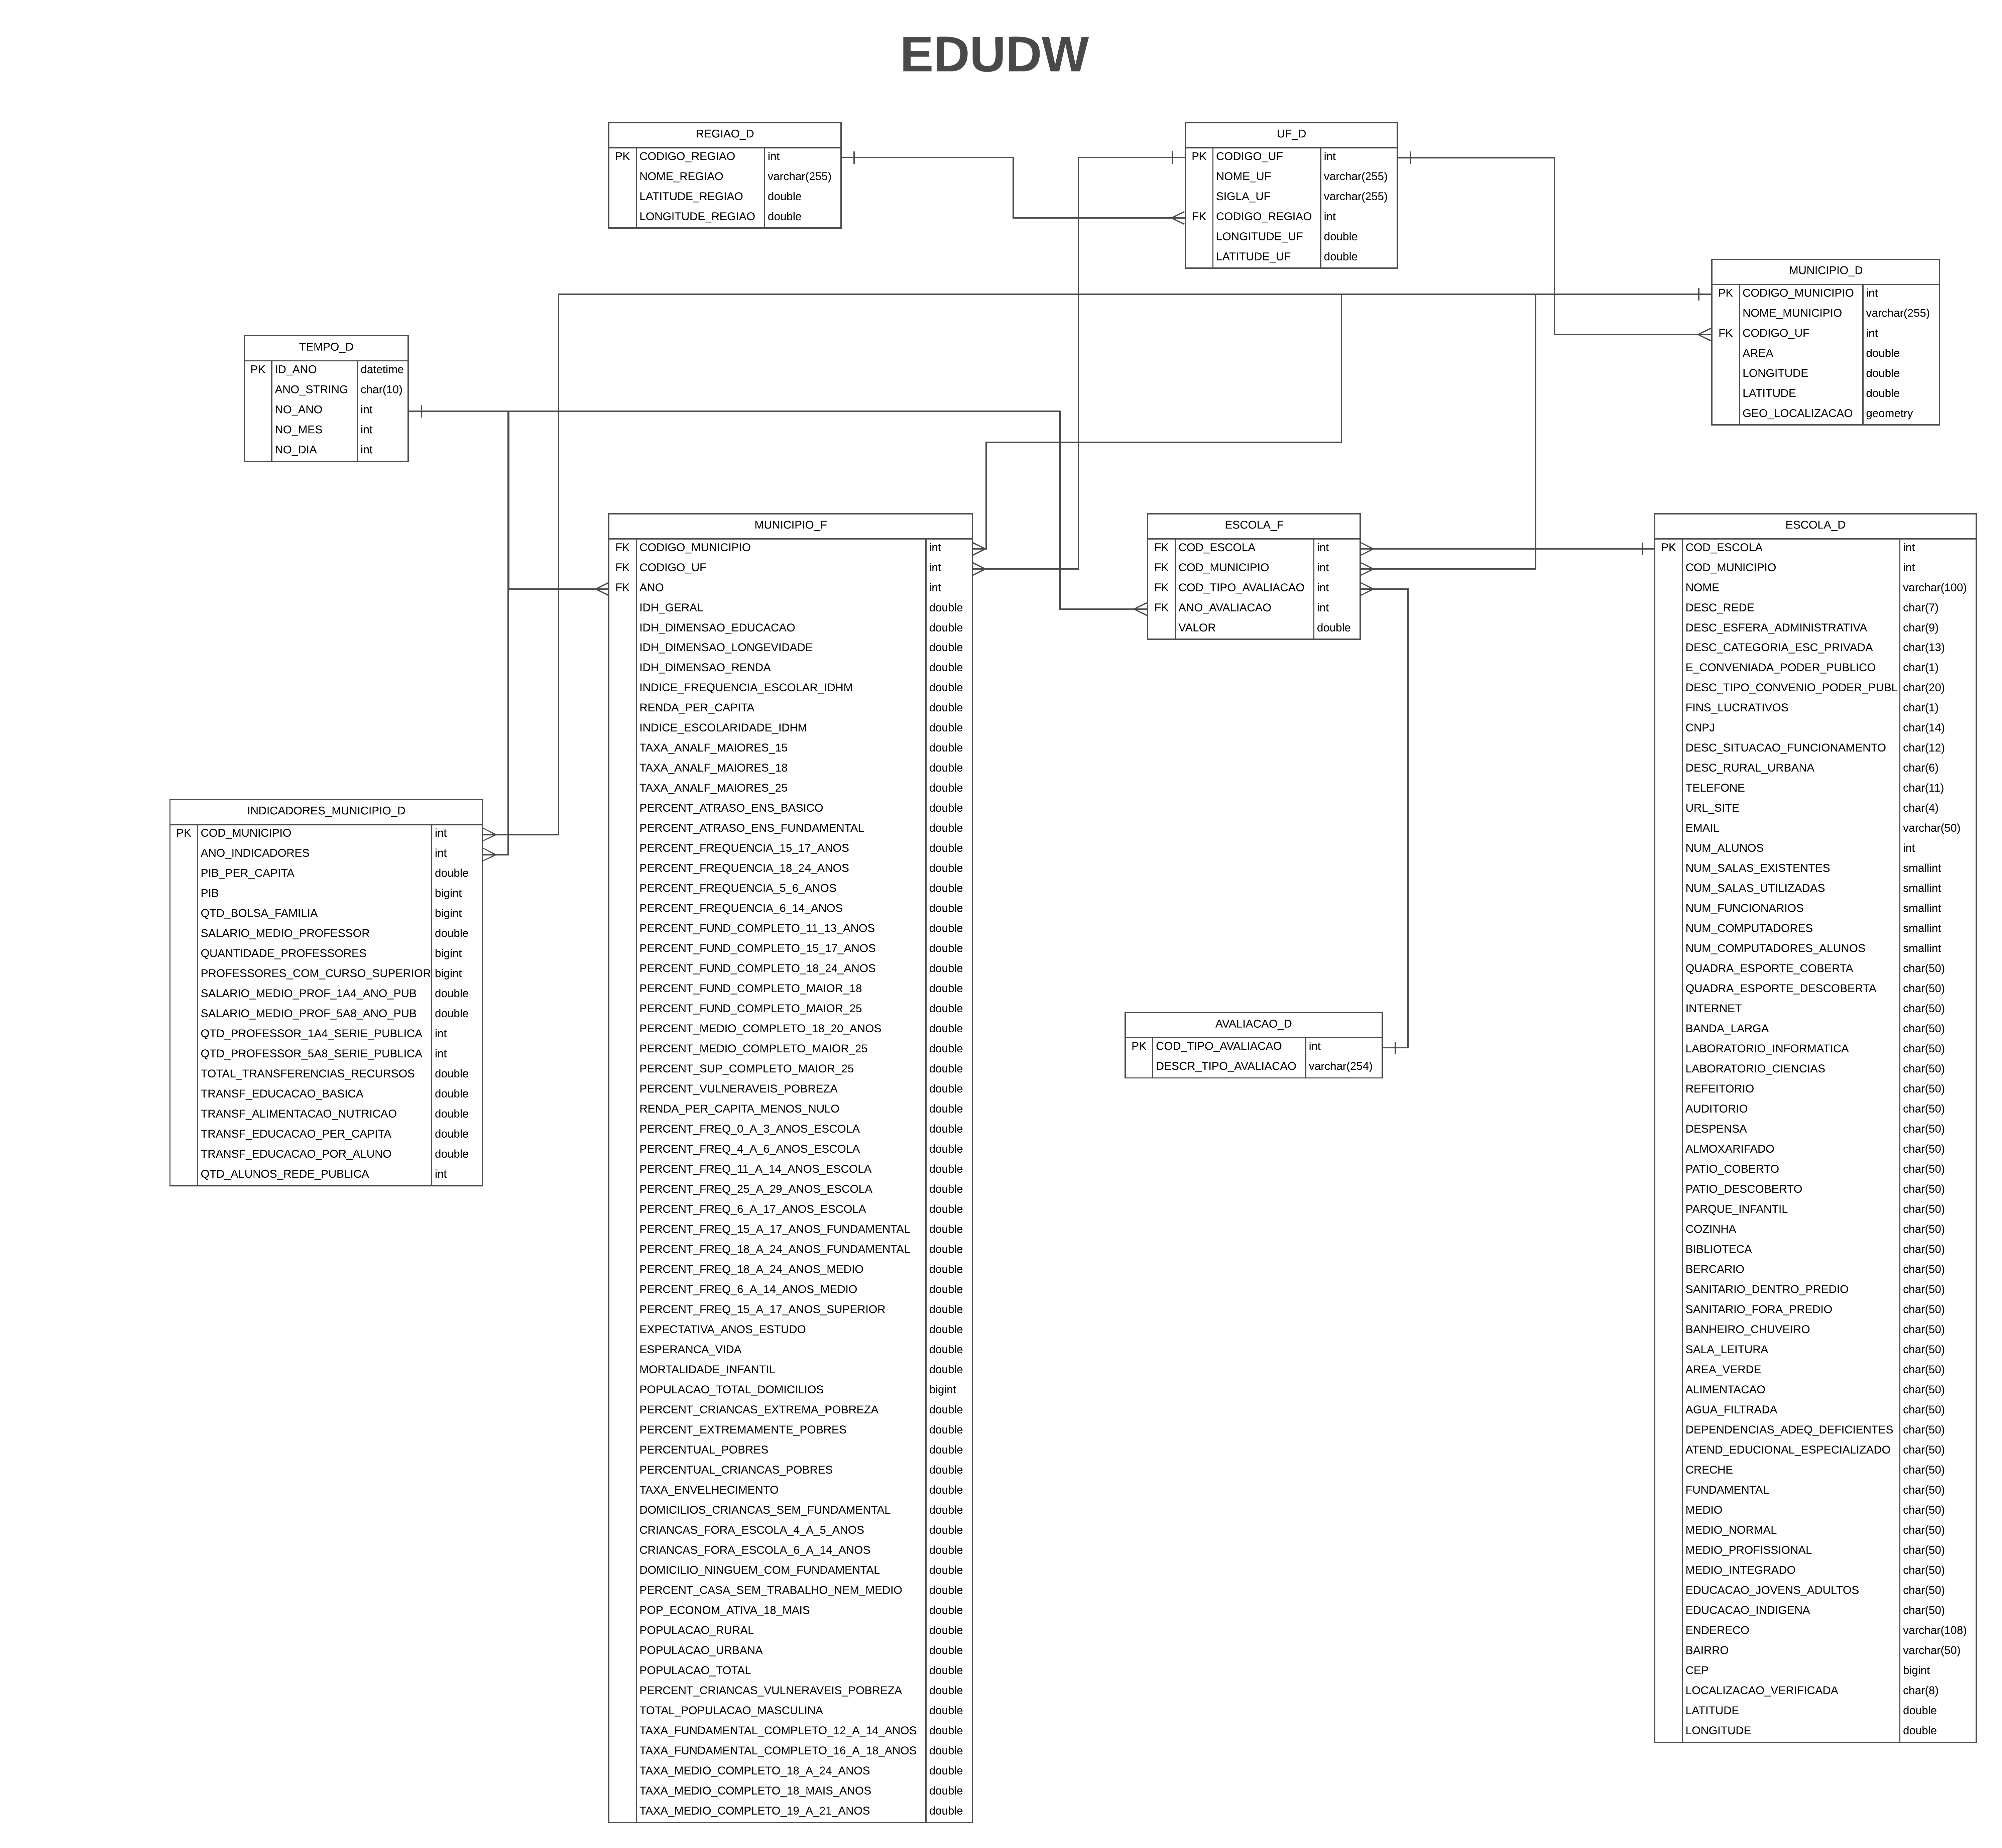 EDUDW
REGIAO_D
PK CODIGO_REGIAO int
NOME_REGIAO varchar(255)
LATITUDE_REGIAO double
LONGITUDE_REGIAO double
UF_D
PK CODIGO_UF int
NOME_UF varchar(255)
SIGLA_UF varchar(255)
FK CODIGO_REGIAO int
LONGITUDE_UF double
LATITUDE_UF double
MUNICIPIO_D
PK CODIGO_MUNICIPIO int
NOME_MUNICIPIO varchar(255)
FK CODIGO_UF int
AREA double
LONGITUDE double
LATITUDE double
GEO_LOCALIZACAO geometry
TEMPO_D
PK ID_ANO datetime
ANO_STRING char(10)
NO_ANO int
NO_MES int
NO_DIA int
MUNICIPIO_F
FK CODIGO_MUNICIPIO int
FK CODIGO_UF int
FK ANO int
IDH_GERAL double
IDH_DIMENSAO_EDUCACAO double
IDH_DIMENSAO_LONGEVIDADE double
IDH_DIMENSAO_RENDA double
INDICE_FREQUENCIA_ESCOLAR_IDHM double
RENDA_PER_CAPITA double
INDICE_ESCOLARIDADE_IDHM double
TAXA_ANALF_MAIORES_15 double
TAXA_ANALF_MAIORES_18 double
TAXA_ANALF_MAIORES_25 double
PERCENT_ATRASO_ENS_BASICO double
PERCENT_ATRASO_ENS_FUNDAMENTAL double
PERCENT_FREQUENCIA_15_17_ANOS double
PERCENT_FREQUENCIA_18_24_ANOS double
PERCENT_FREQUENCIA_5_6_ANOS double
PERCENT_FREQUENCIA_6_14_ANOS double
PERCENT_FUND_COMPLETO_11_13_ANOS double
PERCENT_FUND_COMPLETO_15_17_ANOS double
PERCENT_FUND_COMPLETO_18_24_ANOS double
PERCENT_FUND_COMPLETO_MAIOR_18 double
PERCENT_FUND_COMPLETO_MAIOR_25 double
PERCENT_MEDIO_COMPLETO_18_20_ANOS double
PERCENT_MEDIO_COMPLETO_MAIOR_25 double
PERCENT_SUP_COMPLETO_MAIOR_25 double
PERCENT_VULNERAVEIS_POBREZA double
RENDA_PER_CAPITA_MENOS_NULO double
PERCENT_FREQ_0_A_3_ANOS_ESCOLA double
PERCENT_FREQ_4_A_6_ANOS_ESCOLA double
PERCENT_FREQ_11_A_14_ANOS_ESCOLA double
PERCENT_FREQ_25_A_29_ANOS_ESCOLA double
PERCENT_FREQ_6_A_17_ANOS_ESCOLA double
PERCENT_FREQ_15_A_17_ANOS_FUNDAMENTAL double
PERCENT_FREQ_18_A_24_ANOS_FUNDAMENTAL double
PERCENT_FREQ_18_A_24_ANOS_MEDIO double
PERCENT_FREQ_6_A_14_ANOS_MEDIO double
PERCENT_FREQ_15_A_17_ANOS_SUPERIOR double
EXPECTATIVA_ANOS_ESTUDO double
ESPERANCA_VIDA double
MORTALIDADE_INFANTIL double
POPULACAO_TOTAL_DOMICILIOS bigint
PERCENT_CRIANCAS_EXTREMA_POBREZA double
PERCENT_EXTREMAMENTE_POBRES double
PERCENTUAL_POBRES double
PERCENTUAL_CRIANCAS_POBRES double
TAXA_ENVELHECIMENTO double
DOMICILIOS_CRIANCAS_SEM_FUNDAMENTAL double
CRIANCAS_FORA_ESCOLA_4_A_5_ANOS double
CRIANCAS_FORA_ESCOLA_6_A_14_ANOS double
DOMICILIO_NINGUEM_COM_FUNDAMENTAL double
PERCENT_CASA_SEM_TRABALHO_NEM_MEDIO double
POP_ECONOM_ATIVA_18_MAIS double
POPULACAO_RURAL double
POPULACAO_URBANA double
POPULACAO_TOTAL double
PERCENT_CRIANCAS_VULNERAVEIS_POBREZA double
TOTAL_POPULACAO_MASCULINA double
TAXA_FUNDAMENTAL_COMPLETO_12_A_14_ANOS double
TAXA_FUNDAMENTAL_COMPLETO_16_A_18_ANOS double
TAXA_MEDIO_COMPLETO_18_A_24_ANOS double
TAXA_MEDIO_COMPLETO_18_MAIS_ANOS double
TAXA_MEDIO_COMPLETO_19_A_21_ANOS double
ESCOLA_F
FK COD_ESCOLA int
FK COD_MUNICIPIO int
FK COD_TIPO_AVALIACAO int
FK ANO_AVALIACAO int
VALOR double
ESCOLA_D
PK COD_ESCOLA int
COD_MUNICIPIO int
NOME varchar(100)
DESC_REDE char(7)
DESC_ESFERA_ADMINISTRATIVA char(9)
DESC_CATEGORIA_ESC_PRIVADA char(13)
E_CONVENIADA_PODER_PUBLICO char(1)
DESC_TIPO_CONVENIO_PODER_PUBL char(20)
FINS_LUCRATIVOS char(1)
CNPJ char(14)
DESC_SITUACAO_FUNCIONAMENTO char(12)
DESC_RURAL_URBANA char(6)
TELEFONE char(11)
URL_SITE char(4)
EMAIL varchar(50)
NUM_ALUNOS int
NUM_SALAS_EXISTENTES smallint
NUM_SALAS_UTILIZADAS smallint
NUM_FUNCIONARIOS smallint
NUM_COMPUTADORES smallint
NUM_COMPUTADORES_ALUNOS smallint
QUADRA_ESPORTE_COBERTA char(50)
QUADRA_ESPORTE_DESCOBERTA char(50)
INTERNET char(50)
BANDA_LARGA char(50)
LABORATORIO_INFORMATICA char(50)
LABORATORIO_CIENCIAS char(50)
REFEITORIO char(50)
AUDITORIO char(50)
DESPENSA char(50)
ALMOXARIFADO char(50)
PATIO_COBERTO char(50)
PATIO_DESCOBERTO char(50)
PARQUE_INFANTIL char(50)
COZINHA char(50)
BIBLIOTECA char(50)
BERCARIO char(50)
SANITARIO_DENTRO_PREDIO char(50)
SANITARIO_FORA_PREDIO char(50)
BANHEIRO_CHUVEIRO char(50)
SALA_LEITURA char(50)
AREA_VERDE char(50)
ALIMENTACAO char(50)
AGUA_FILTRADA char(50)
DEPENDENCIAS_ADEQ_DEFICIENTES char(50)
ATEND_EDUCIONAL_ESPECIALIZADO char(50)
CRECHE char(50)
FUNDAMENTAL char(50)
MEDIO char(50)
MEDIO_NORMAL char(50)
MEDIO_PROFISSIONAL char(50)
MEDIO_INTEGRADO char(50)
EDUCACAO_JOVENS_ADULTOS char(50)
EDUCACAO_INDIGENA char(50)
ENDERECO varchar(108)
BAIRRO varchar(50)
CEP bigint
LOCALIZACAO_VERIFICADA char(8)
LATITUDE double
LONGITUDE double
INDICADORES_MUNICIPIO_D
PK COD_MUNICIPIO int
ANO_INDICADORES int
PIB_PER_CAPITA double
PIB bigint
QTD_BOLSA_FAMILIA bigint
SALARIO_MEDIO_PROFESSOR double
QUANTIDADE_PROFESSORES bigint
PROFESSORES_COM_CURSO_SUPERIOR bigint
SALARIO_MEDIO_PROF_1A4_ANO_PUB double
SALARIO_MEDIO_PROF_5A8_ANO_PUB double
QTD_PROFESSOR_1A4_SERIE_PUBLICA int
QTD_PROFESSOR_5A8_SERIE_PUBLICA int
TOTAL_TRANSFERENCIAS_RECURSOS double
TRANSF_EDUCACAO_BASICA double
TRANSF_ALIMENTACAO_NUTRICAO double
TRANSF_EDUCACAO_PER_CAPITA double
TRANSF_EDUCACAO_POR_ALUNO double
QTD_ALUNOS_REDE_PUBLICA int
AVALIACAO_D
PK COD_TIPO_AVALIACAO int
DESCR_TIPO_AVALIACAO varchar(254)